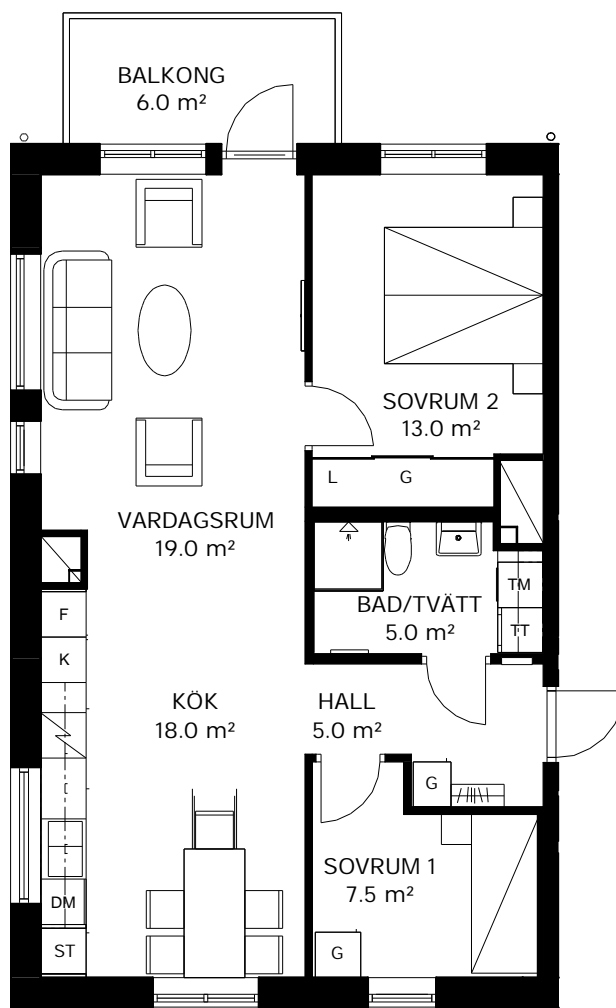 BALKONG
6.0 m²
SOVRUM 2
13.0 m²
L G
VARDAGSRUM
19.0 m²
BAD/TVÄTT
5.0 m²
TM
TT
F
K
KÖK
18.0 m²
HALL
5.0 m²
G
SOVRUM 1
7.5 m²
DM
ST
G